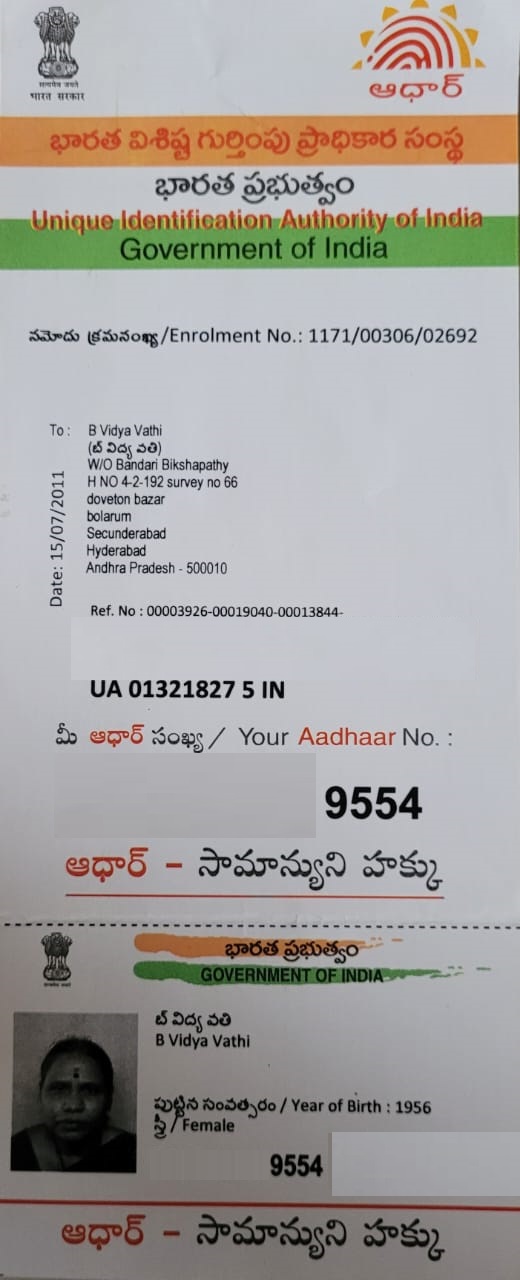 सत्यमेव जयते
भारत सरकार
ఆధార్
భారత విశిష్ట గుర్తింపు ప్రాధికార సంస్థ
భారత ప్రభుత్వం
Unique Identification Authority of India
Government of India
నమోదు క్రమసంఖ్య/Enrolment No.: 1171/00306/02692
To :
B Vidya Vathi
(బ్ విద్య వతి)
W/O Bandari Bikshapathy
H NO 4-2-192 survey no 66
doveton bazar
bolarum
Secunderabad
Hyderabad
Andhra Pradesh - 500010
Date: 15/07/2011
Ref. No : 00003926-00019040-00013844-
UA 01321827 5 IN
మీ ఆధార్ సంఖ్య / Your Aadhaar No. :
9554
ఆధార్ - సామాన్యుని హక్కు
భారత ప్రభుత్వం
GOVERNMENT OF INDIA
బ్ విద్య వతి
B Vidya Vathi
పుట్టిన సంవత్సరం / Year of Birth : 1956
స్త్రీ / Female
9554
ఆధార్ - సామాన్యుని హక్కు